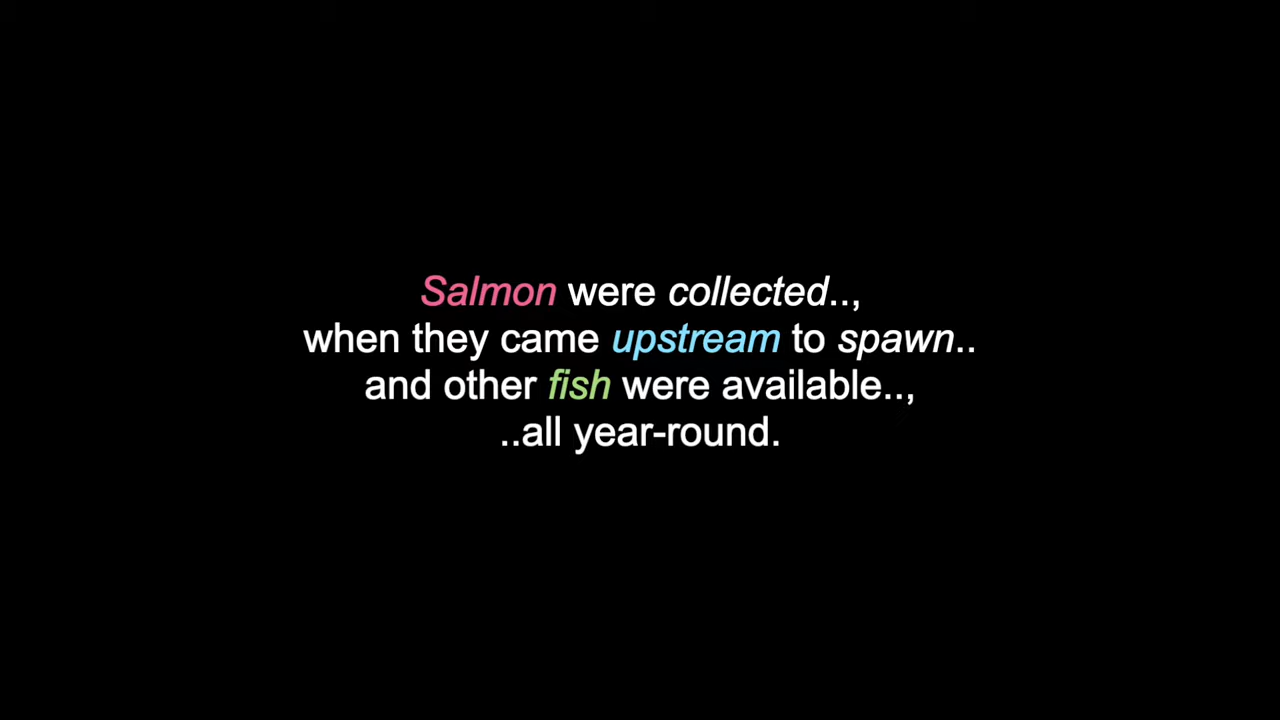 Salmon were collected..,
when they came upstream to spawn..
and other fish were available..,
..all year-round.